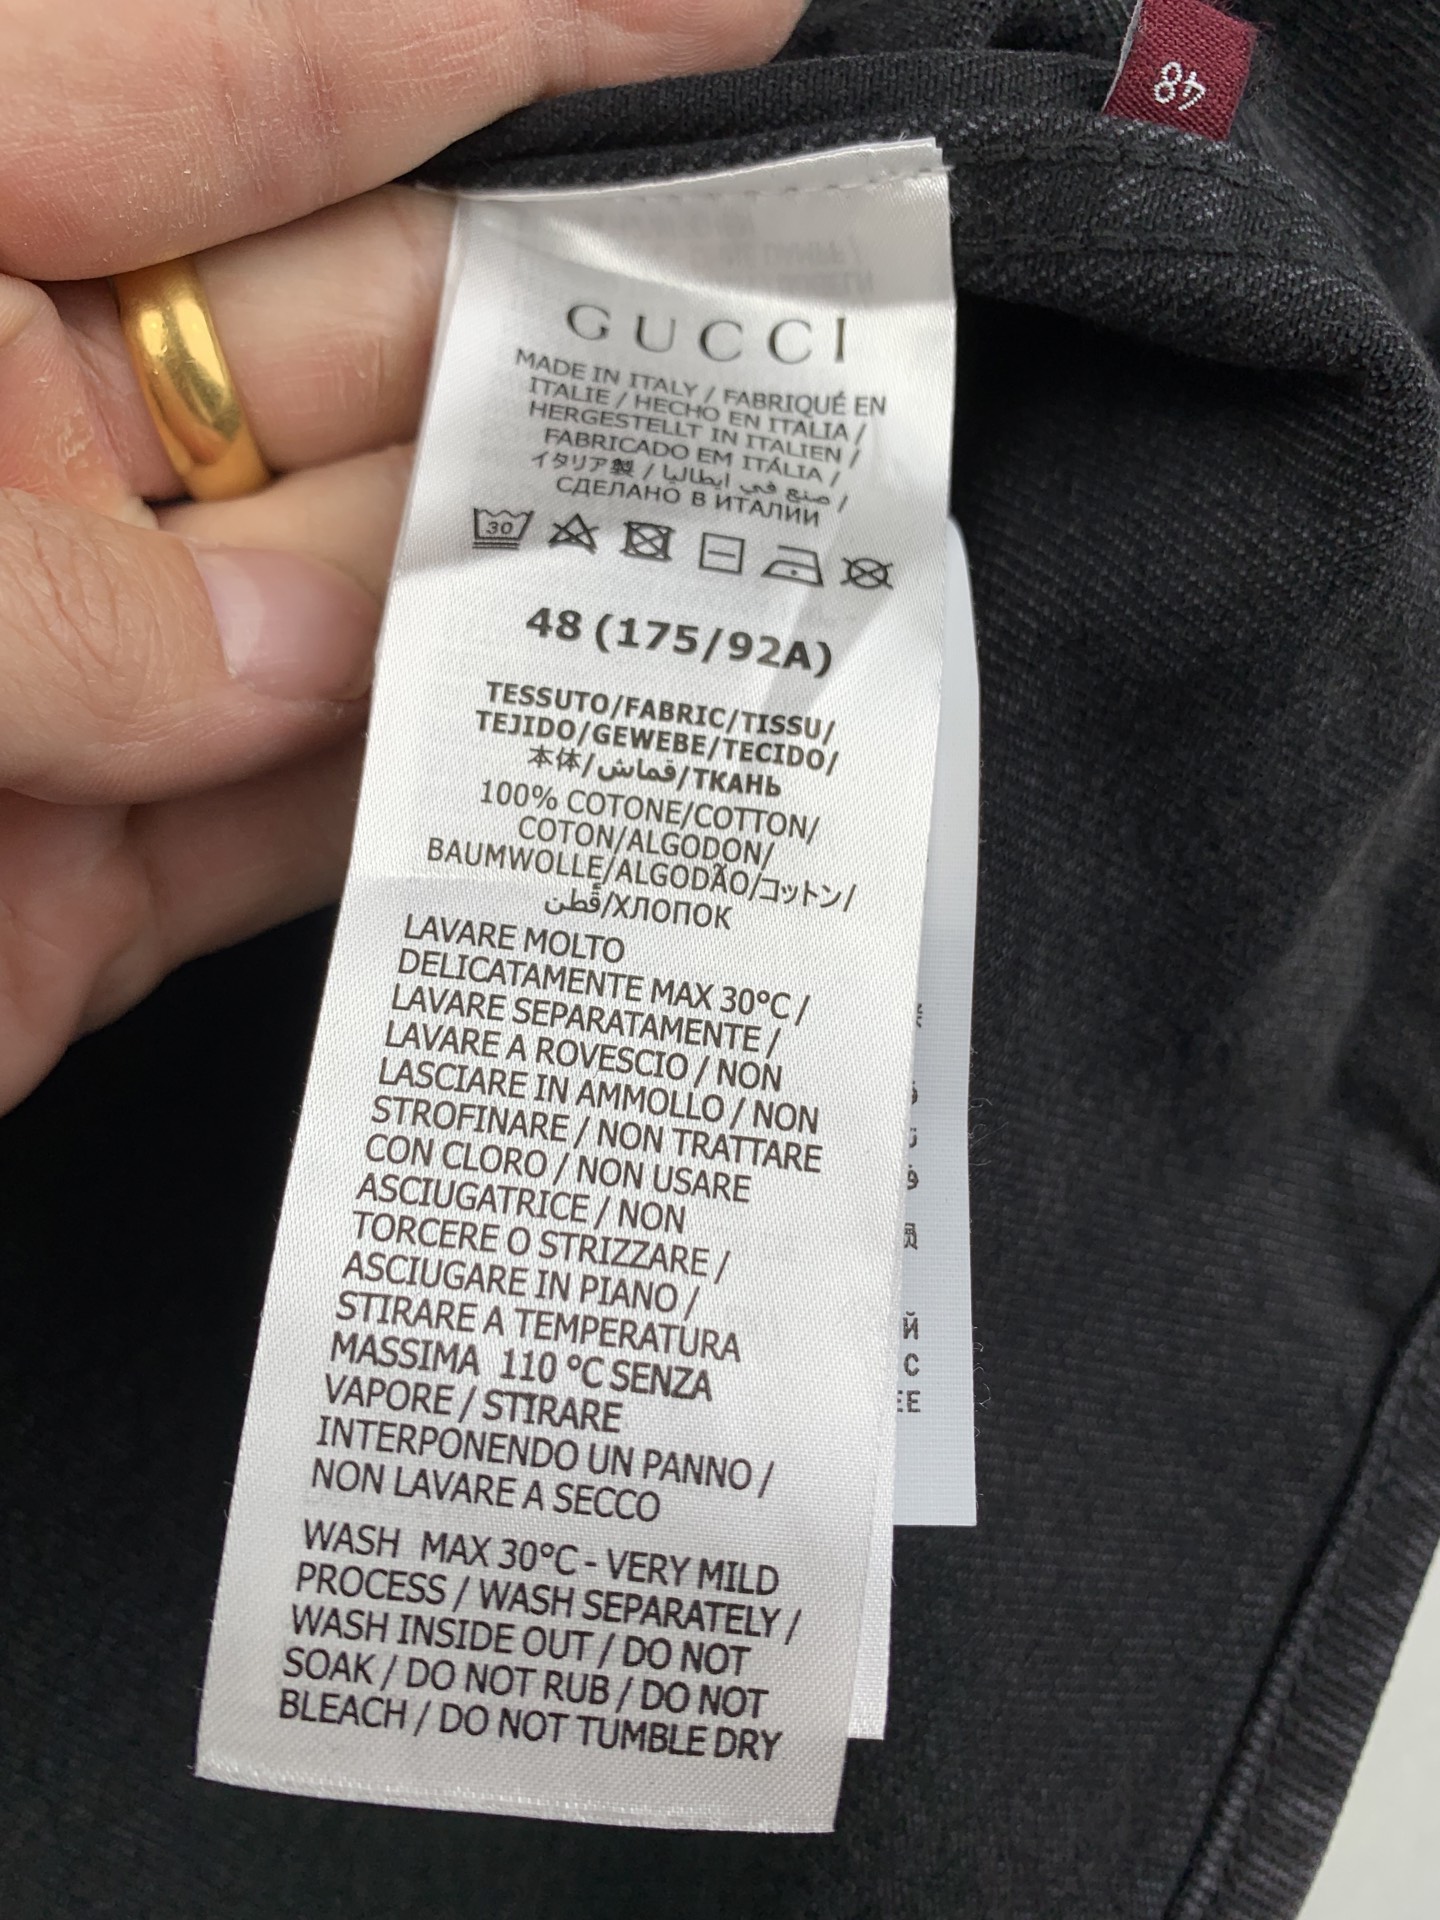 48
GUCCI
MADE IN ITALY / FABRIQUÉ EN
ITALIE / HECHO EN ITALIA /
HERGESTELLT IN ITALIEN /
FABRICADO EM ITÁLIA /
イタリア製 / صنع في ايطاليا /
СДЕЛАНО В ИТАЛИИ
30
48 (175/92A)
TESSUTO/FABRIC/TISSU/
TEJIDO/GEWEBE/TECIDO/
本体/قماش/ТКАНЬ
100% COTONE/COTTON/
COTON/ALGODON/
BAUMWOLLE/ALGODÃO/コットン/
قُطن/ХЛОПОК
LAVARE MOLTO
DELICATAMENTE MAX 30°C /
LAVARE SEPARATAMENTE /
LAVARE A ROVESCIO / NON
LASCIARE IN AMMOLLO / NON
STROFINARE / NON TRATTARE
CON CLORO / NON USARE
ASCIUGATRICE / NON
TORCERE O STRIZZARE /
ASCIUGARE IN PIANO /
STIRARE A TEMPERATURA
MASSIMA 110 °C SENZA
VAPORE / STIRARE
INTERPONENDO UN PANNO /
NON LAVARE A SECCO
WASH MAX 30°C - VERY MILD
PROCESS / WASH SEPARATELY /
WASH INSIDE OUT / DO NOT
SOAK / DO NOT RUB / DO NOT
BLEACH / DO NOT TUMBLE DRY